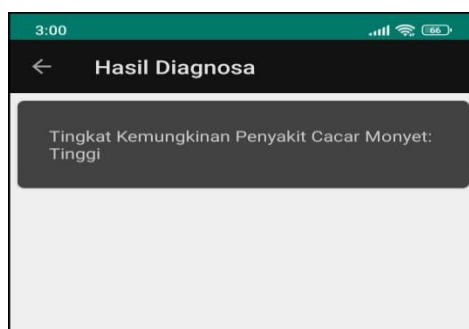 3:00
66
Hasil Diagnosa
Tingkat Kemungkinan Penyakit Cacar Monyet:
Tinggi